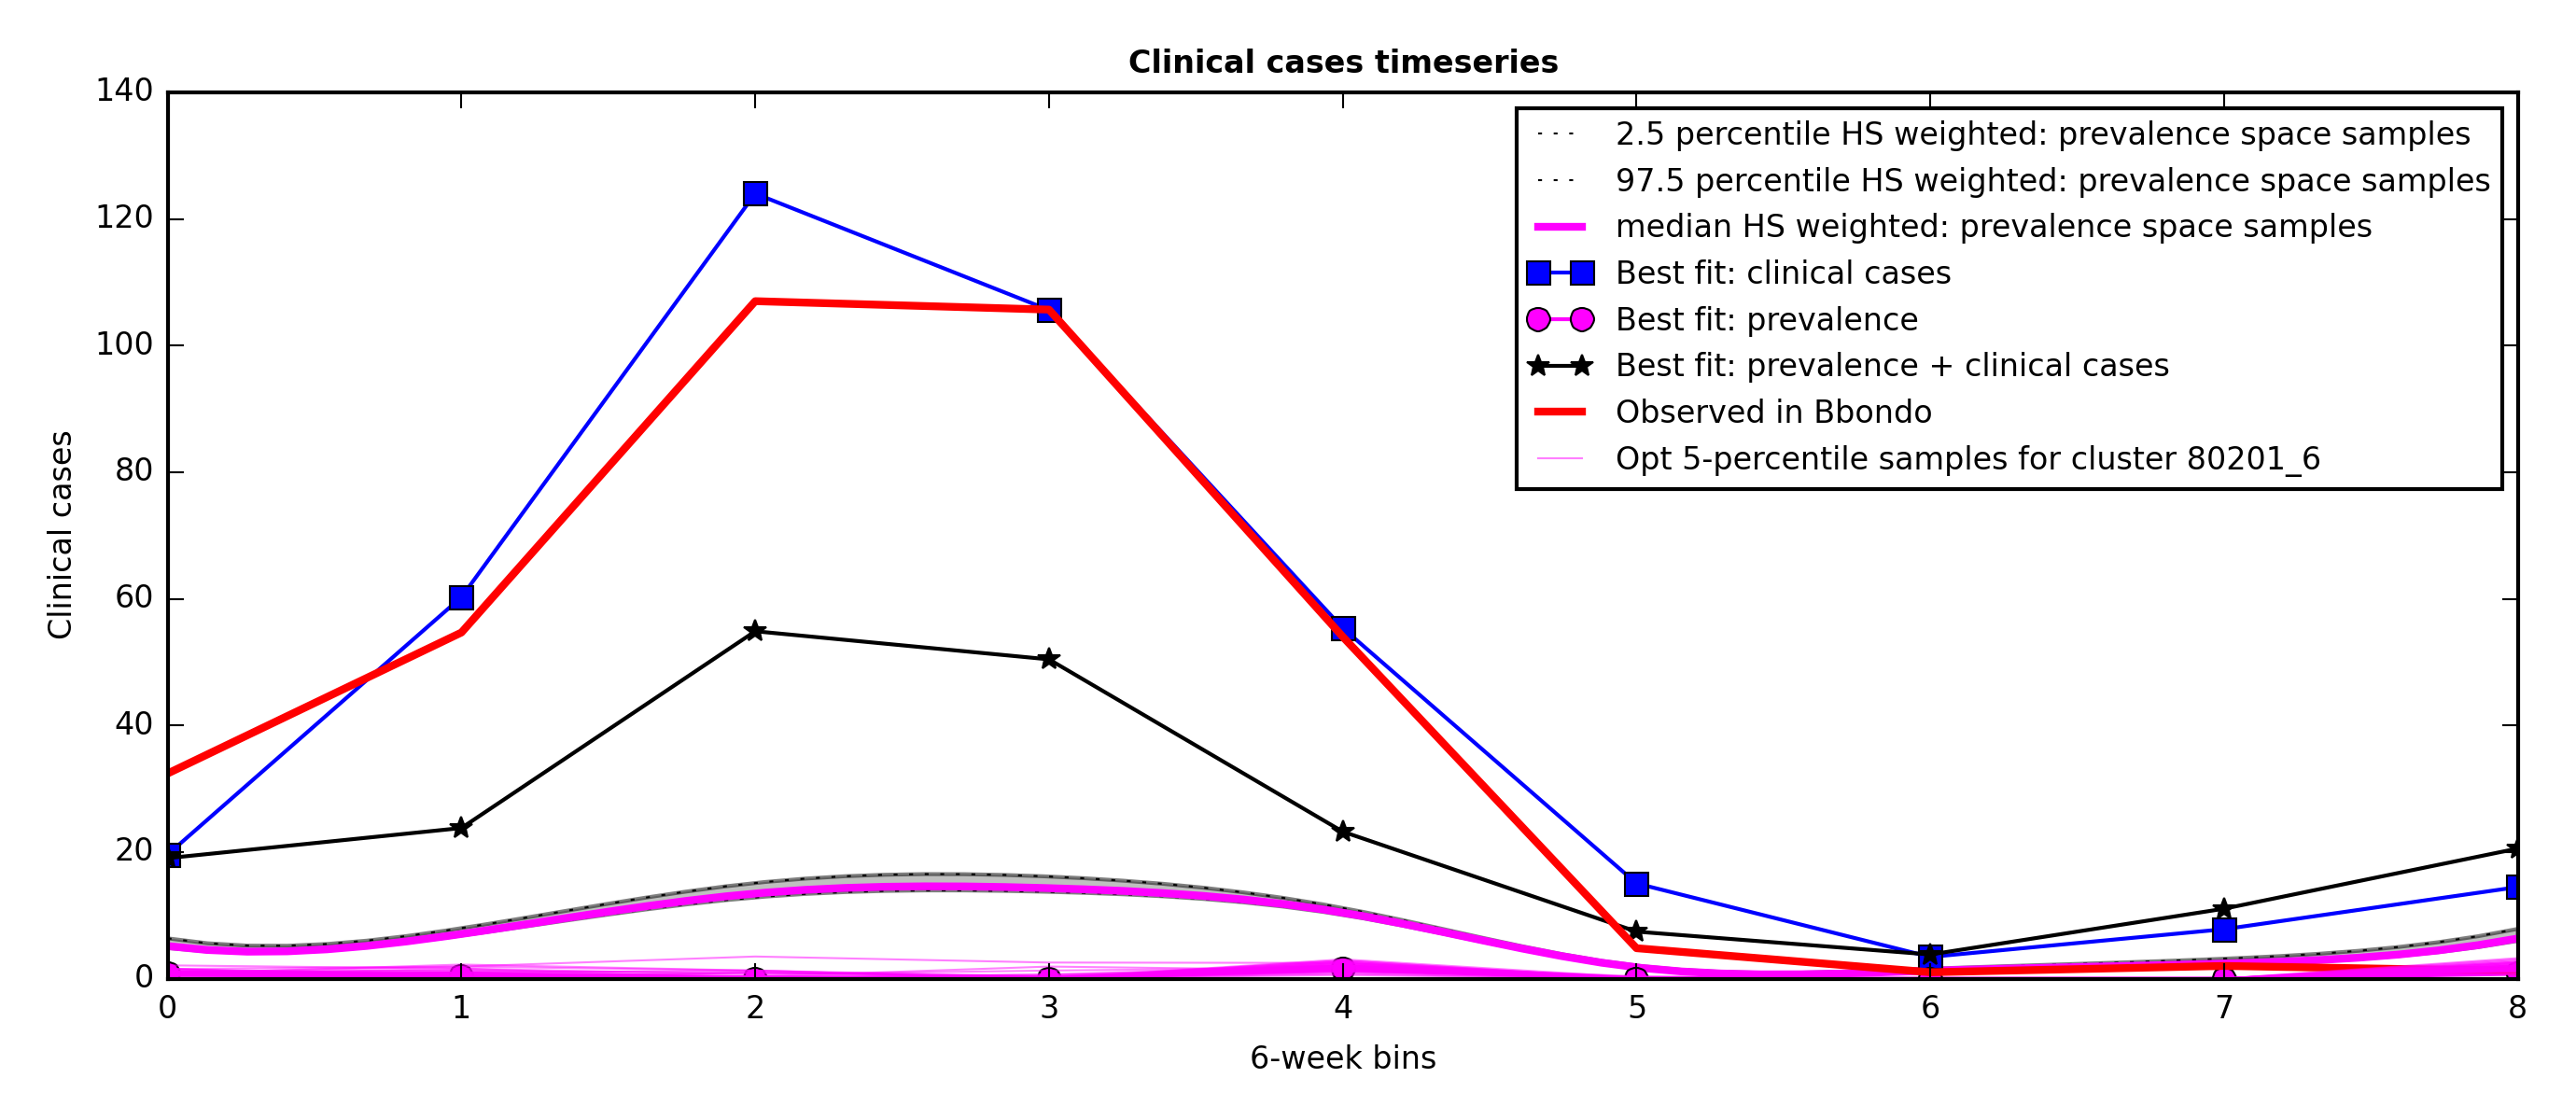 Clinical cases timeseries
140
120
100
80
60
40
20
0
Clinical cases
2.5 percentile HS weighted: prevalence space samples
97.5 percentile HS weighted: prevalence space samples
median HS weighted: prevalence space samples
Best fit: clinical cases
Best fit: prevalence
Best fit: prevalence + clinical cases
Observed in Bbondo
Opt 5-percentile samples for cluster 80201_6
0 1 2 3 4 5 6 7 8
6-week bins